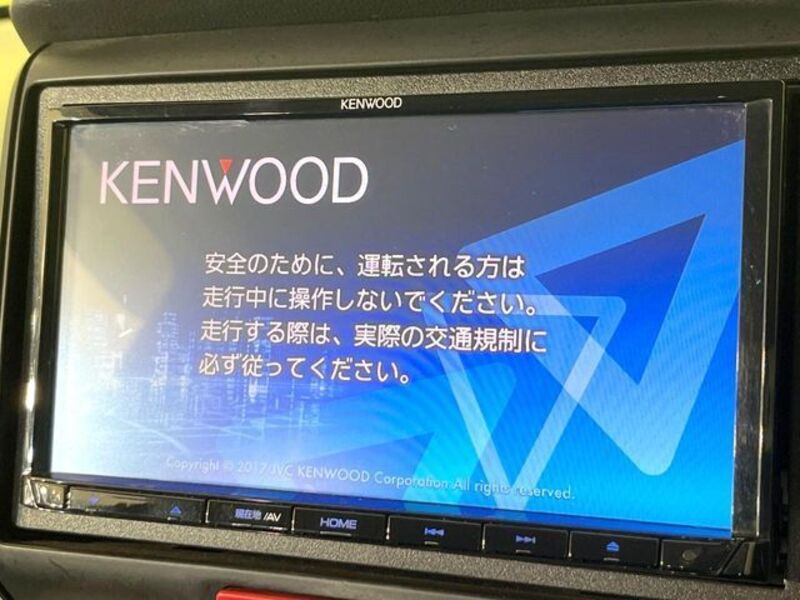 KENWOOD
KENWOOD
安全のために、運転される方は
走行中に操作しないでください。
走行する際は、実際の交通規制に
必ず従ってください。
Copyright © 2017 JVC KENWOOD Corporation All rights reserved.
現在地/AV
HOME